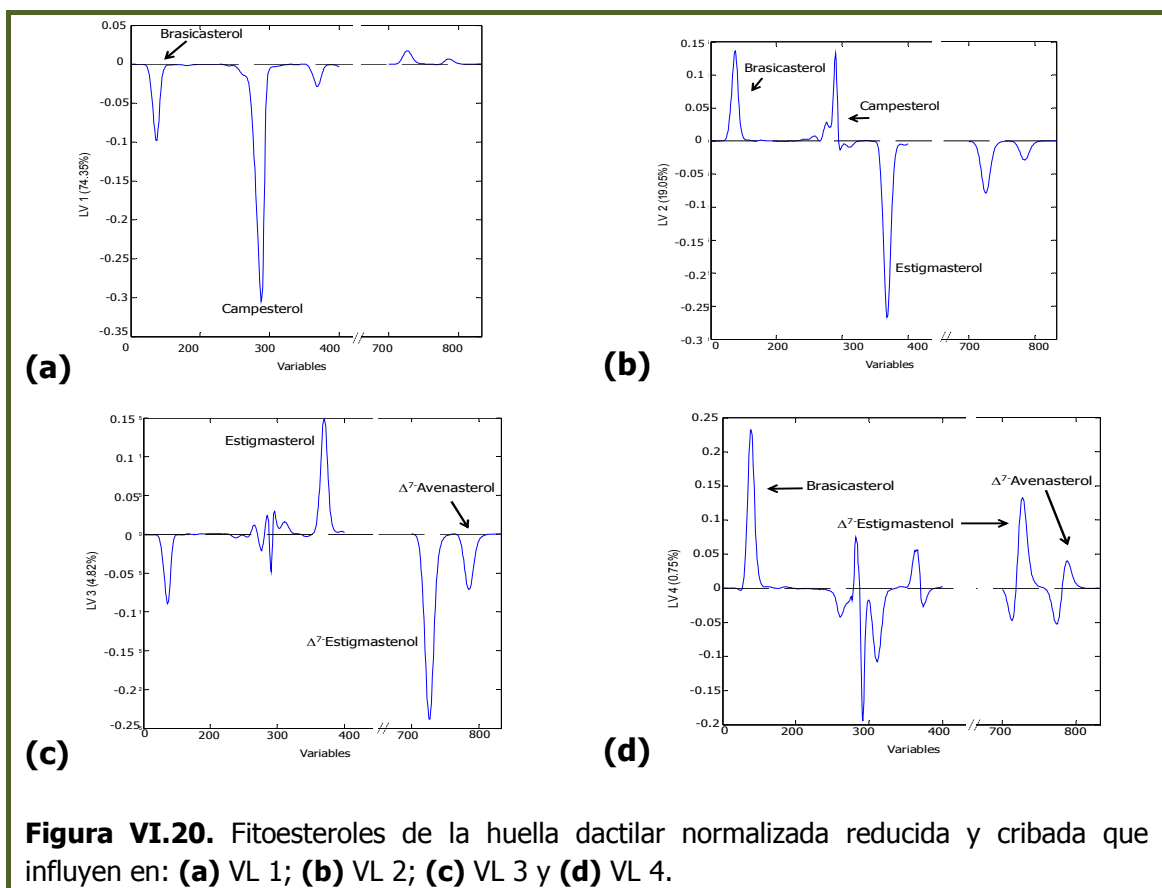 0.05
0
-0.05
-0.1
-0.15
-0.2
-0.25
-0.3
-0.35
LV 1 (74.35%)
Brasicasterol
Campesterol
0 200 300 400 // 700 800
Variables
(a)
0.15
0.1
0.05
0
-0.05
-0.1
-0.15
-0.2
-0.25
-0.3
LV 2 (19.05%)
Brasicasterol
Campesterol
Estigmasterol
0 200 300 400 700 800
Variables
(b)
0.15
0.1
0.05
0
-0.05
-0.1
-0.15
-0.2
-0.25
LV 3 (4.82%)
Estigmasterol
Δ7-Avenasterol
Δ7-Estigmastenol
0 200 300 400 // 700 800
Variables
(c)
0.25
0.2
0.15
0.1
0.05
0
-0.05
-0.1
-0.15
-0.2
LV 4 (0.75%)
Brasicasterol
Δ7-Avenasterol
Δ7-Estigmastenol
0 200 300 400 // 700 800
Variables
(d)
Figura VI.20. Fitoesteroles de la huella dactilar normalizada reducida y cribada que
influyen en: (a) VL 1; (b) VL 2; (c) VL 3 y (d) VL 4.